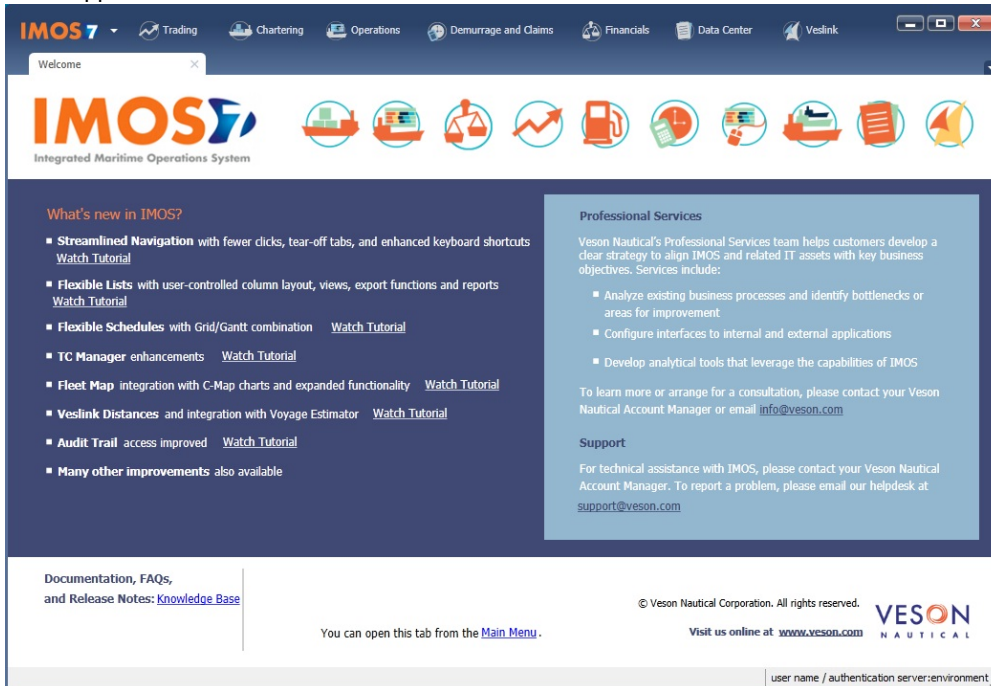 IMOS 7
Trading
Chartering
Operations
Demurrage and Claims
Financials
Data Center
Veslink
Welcome
IMOS7
Integrated Maritime Operations System
What's new in IMOS?
Streamlined Navigation with fewer clicks, tear-off tabs, and enhanced keyboard shortcuts
Watch Tutorial
Flexible Lists with user-controlled column layout, views, export functions and reports
Watch Tutorial
Flexible Schedules with Grid/Gantt combination Watch Tutorial
TC Manager enhancements Watch Tutorial
Fleet Map integration with C-Map charts and expanded functionality Watch Tutorial
Veslink Distances and integration with Voyage Estimator Watch Tutorial
Audit Trail access improved Watch Tutorial
Many other improvements also available
Professional Services
Veson Nautical's Professional Services team helps customers develop a
clear strategy to align IMOS and related IT assets with key business
objectives. Services include:
Analyze existing business processes and identify bottlenecks or
areas for improvement
Configure interfaces to internal and external applications
Develop analytical tools that leverage the capabilities of IMOS
To learn more or arrange for a consultation, please contact your Veson
Nautical Account Manager or email info@veson.com
Support
For technical assistance with IMOS, please contact your Veson Nautical
Account Manager. To report a problem, please email our helpdesk at
support@veson.com
Documentation, FAQs,
and Release Notes: Knowledge Base
You can open this tab from the Main Menu.
© Veson Nautical Corporation. All rights reserved.
Visit us online at www.veson.com
VESON
NAUTICAL
user name / authentication server:environment